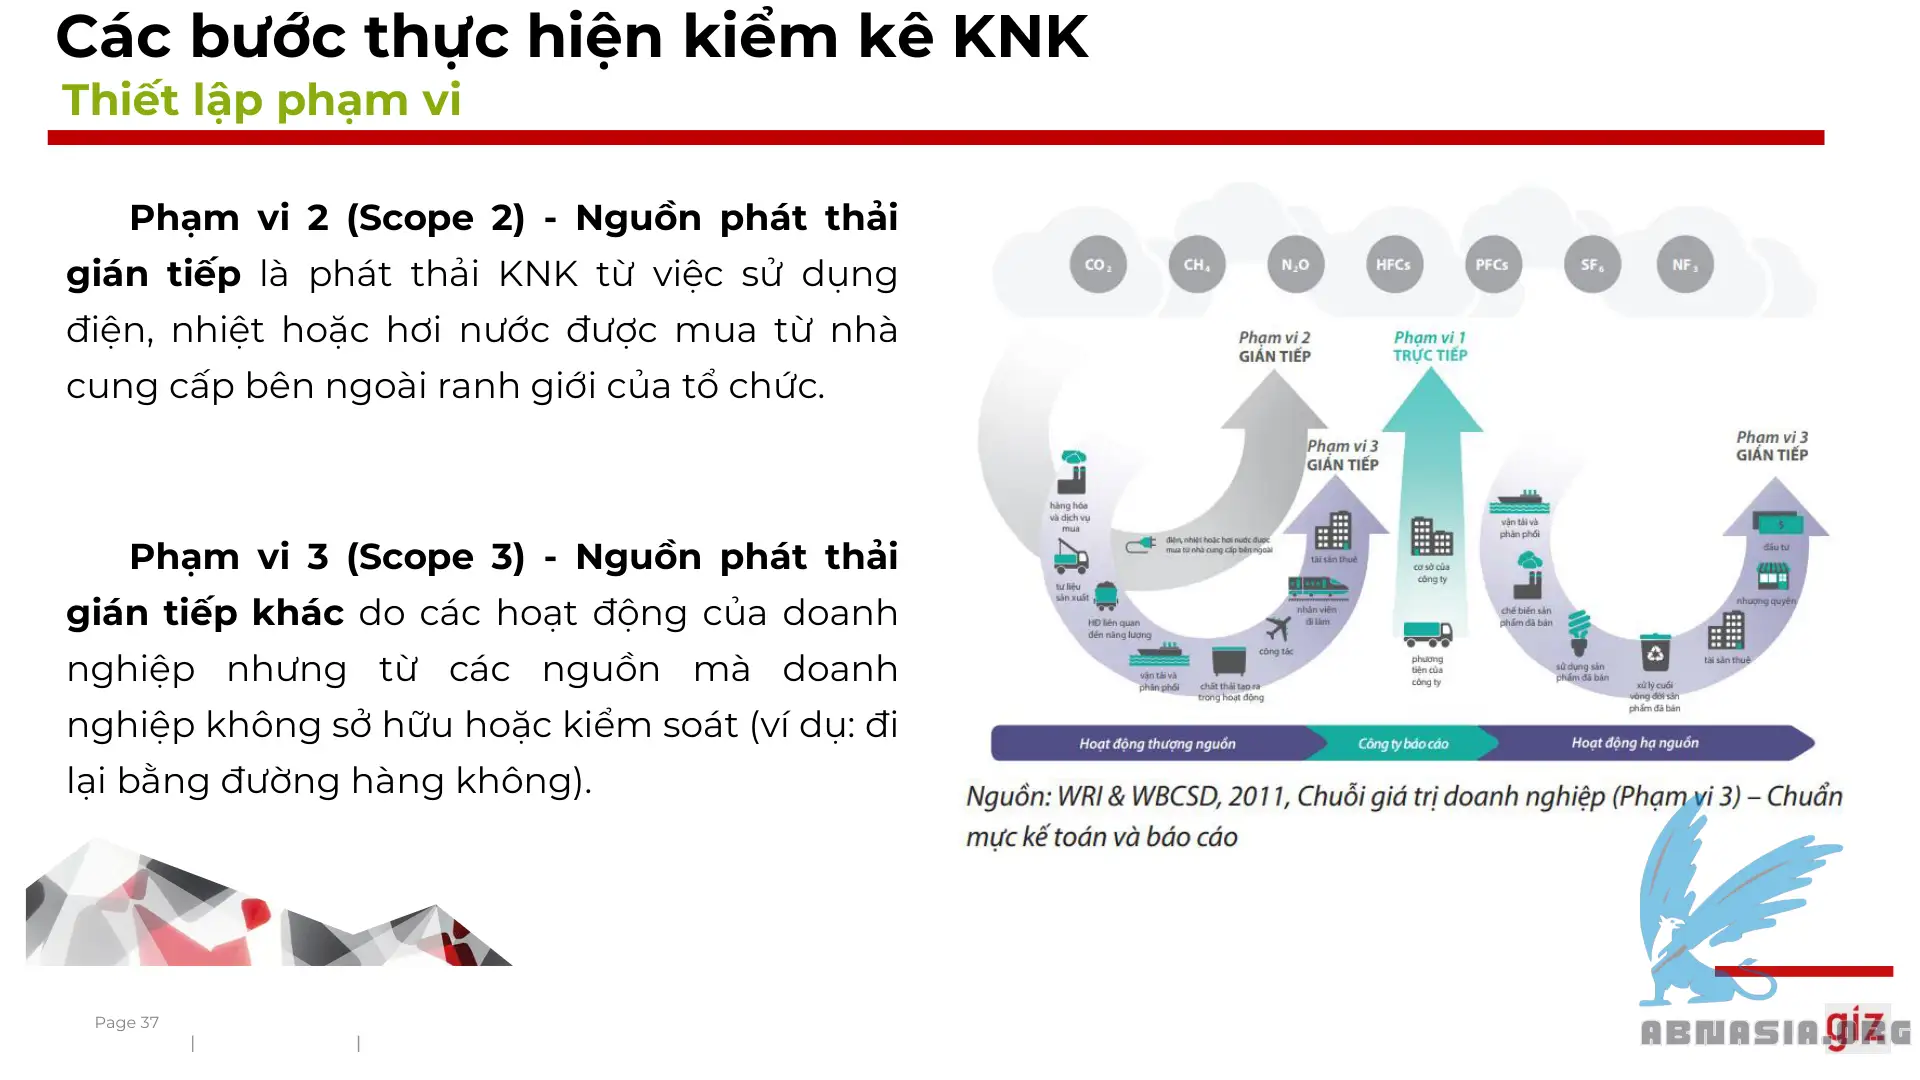 Các bước thực hiện kiểm kê KNK
Thiết lập phạm vi
Phạm vi 2 (Scope 2) - Nguồn phát thải
gián tiếp là phát thải KNK từ việc sử dụng
điện, nhiệt hoặc hơi nước được mua từ nhà
cung cấp bên ngoài ranh giới của tổ chức.
Phạm vi 3 (Scope 3) - Nguồn phát thải
gián tiếp khác do các hoạt động của doanh
nghiệp nhưng từ các nguồn mà doanh
nghiệp không sở hữu hoặc kiểm soát (ví dụ: đi
lại bằng đường hàng không).
CO₂ CH₄ N₂O HFCs PFCs SF₆ NF₃
Phạm vi 2
GIÁN TIẾP
Phạm vi 1
TRỰC TIẾP
Phạm vi 3
GIÁN TIẾP
Phạm vi 3
GIÁN TIẾP
hàng hóa
và dịch vụ
mua
tư liệu
sản xuất
HĐ liên quan
đến năng lượng
vận tải và
phân phối
chất thải tạo ra
trong hoạt động
công tác
nhân viên
đi làm
tài sản thuê
điện, nhiệt hoặc hơi nước được
mua từ nhà cung cấp bên ngoài
cơ sở của
công ty
phương
tiện của
công ty
vận tải và
phân phối
chế biến sản
phẩm đã bán
sử dụng sản
phẩm đã bán
xử lý cuối
vòng đời sản
phẩm đã bán
tài sản thuê
nhượng quyền
$
đầu tư
Hoạt động thượng nguồn
Công ty báo cáo
Hoạt động hạ nguồn
Nguồn: WRI & WBCSD, 2011, Chuỗi giá trị doanh nghiệp (Phạm vi 3) – Chuẩn
mực kế toán và báo cáo
Page 37
| |
giz
ABNASIA.ORG